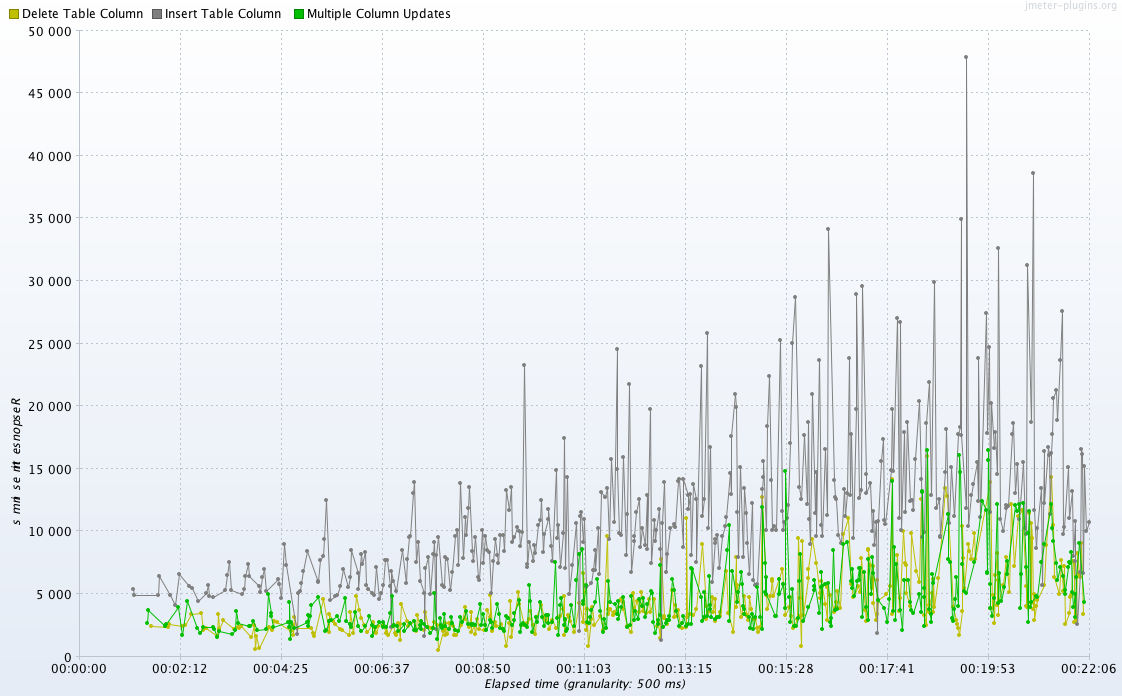 jmeter-plugins.org
Delete Table Column Insert Table Column Multiple Column Updates
50 000
45 000
40 000
35 000
30 000
25 000
20 000
15 000
10 000
5 000
0
Response times in ms
00:00:00 00:02:12 00:04:25 00:06:37 00:08:50 00:11:03 00:13:15 00:15:28 00:17:41 00:19:53 00:22:06
Elapsed time (granularity: 500 ms)